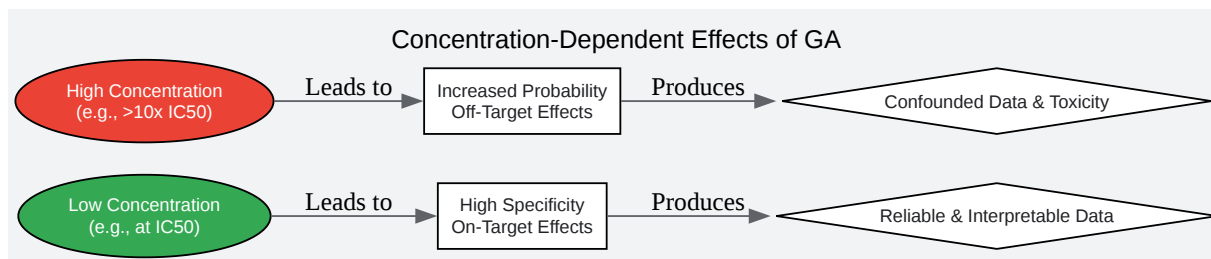 Concentration-Dependent Effects of GA
High Concentration
(e.g., >10x IC50)
Leads to
Increased Probability
Off-Target Effects
Produces
Confounded Data & Toxicity
Low Concentration
(e.g., at IC50)
Leads to
High Specificity
On-Target Effects
Produces
Reliable & Interpretable Data